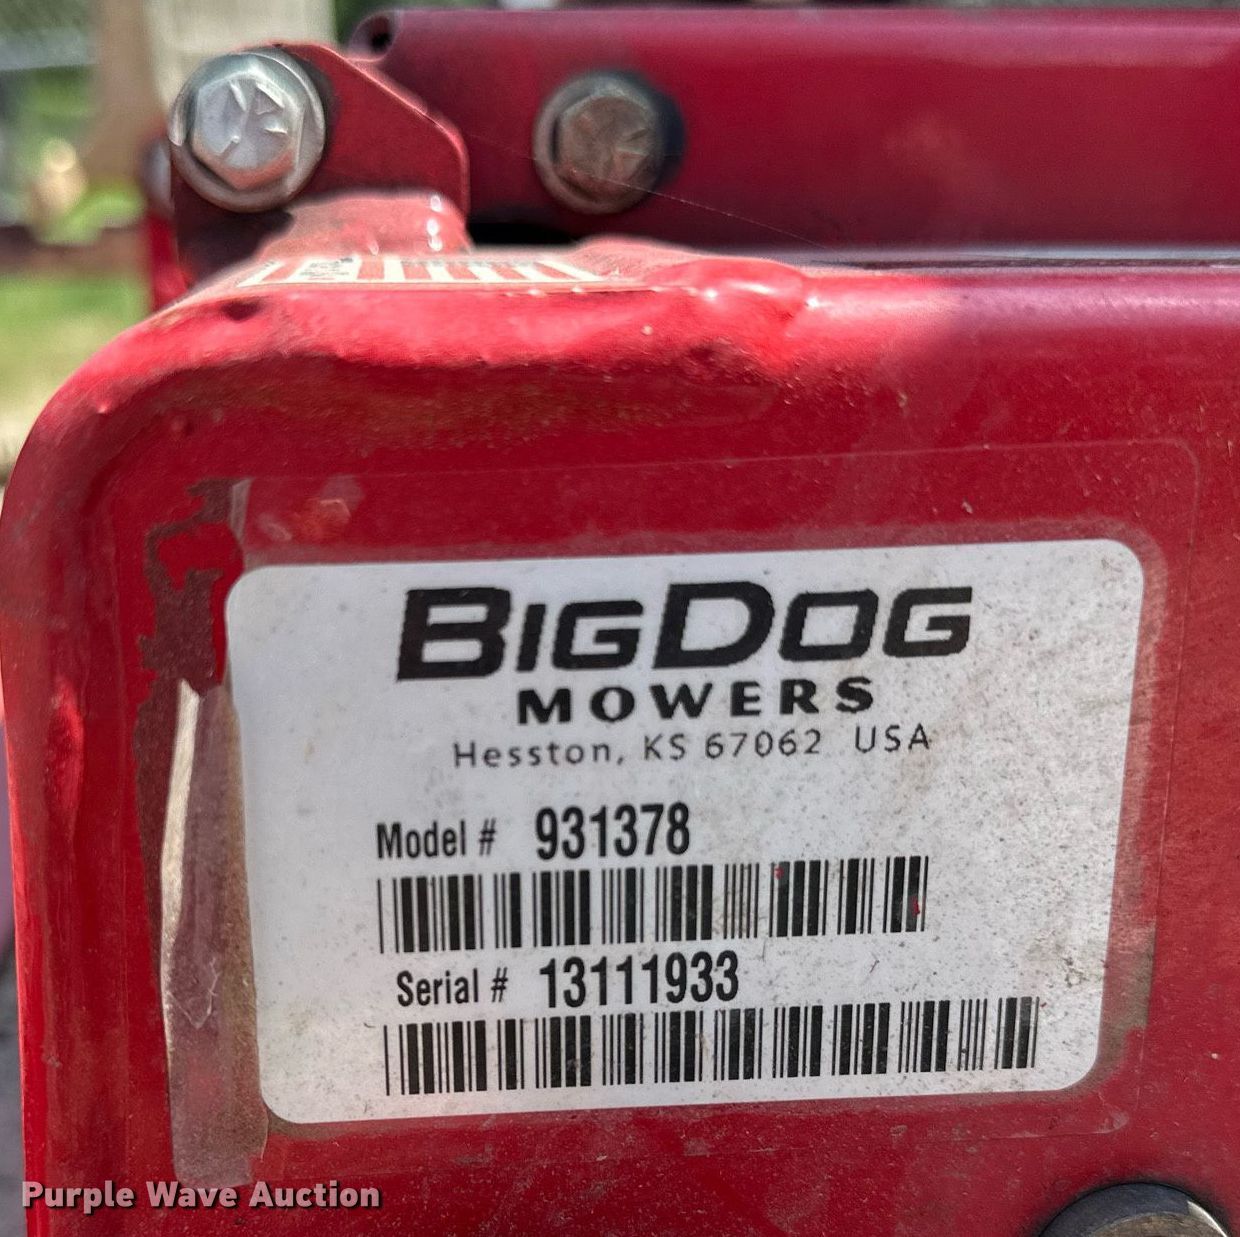 BIGDOG
MOWERS
Hesston, KS 67062 USA
Model # 931378
Serial # 13111933
Purple Wave Auction